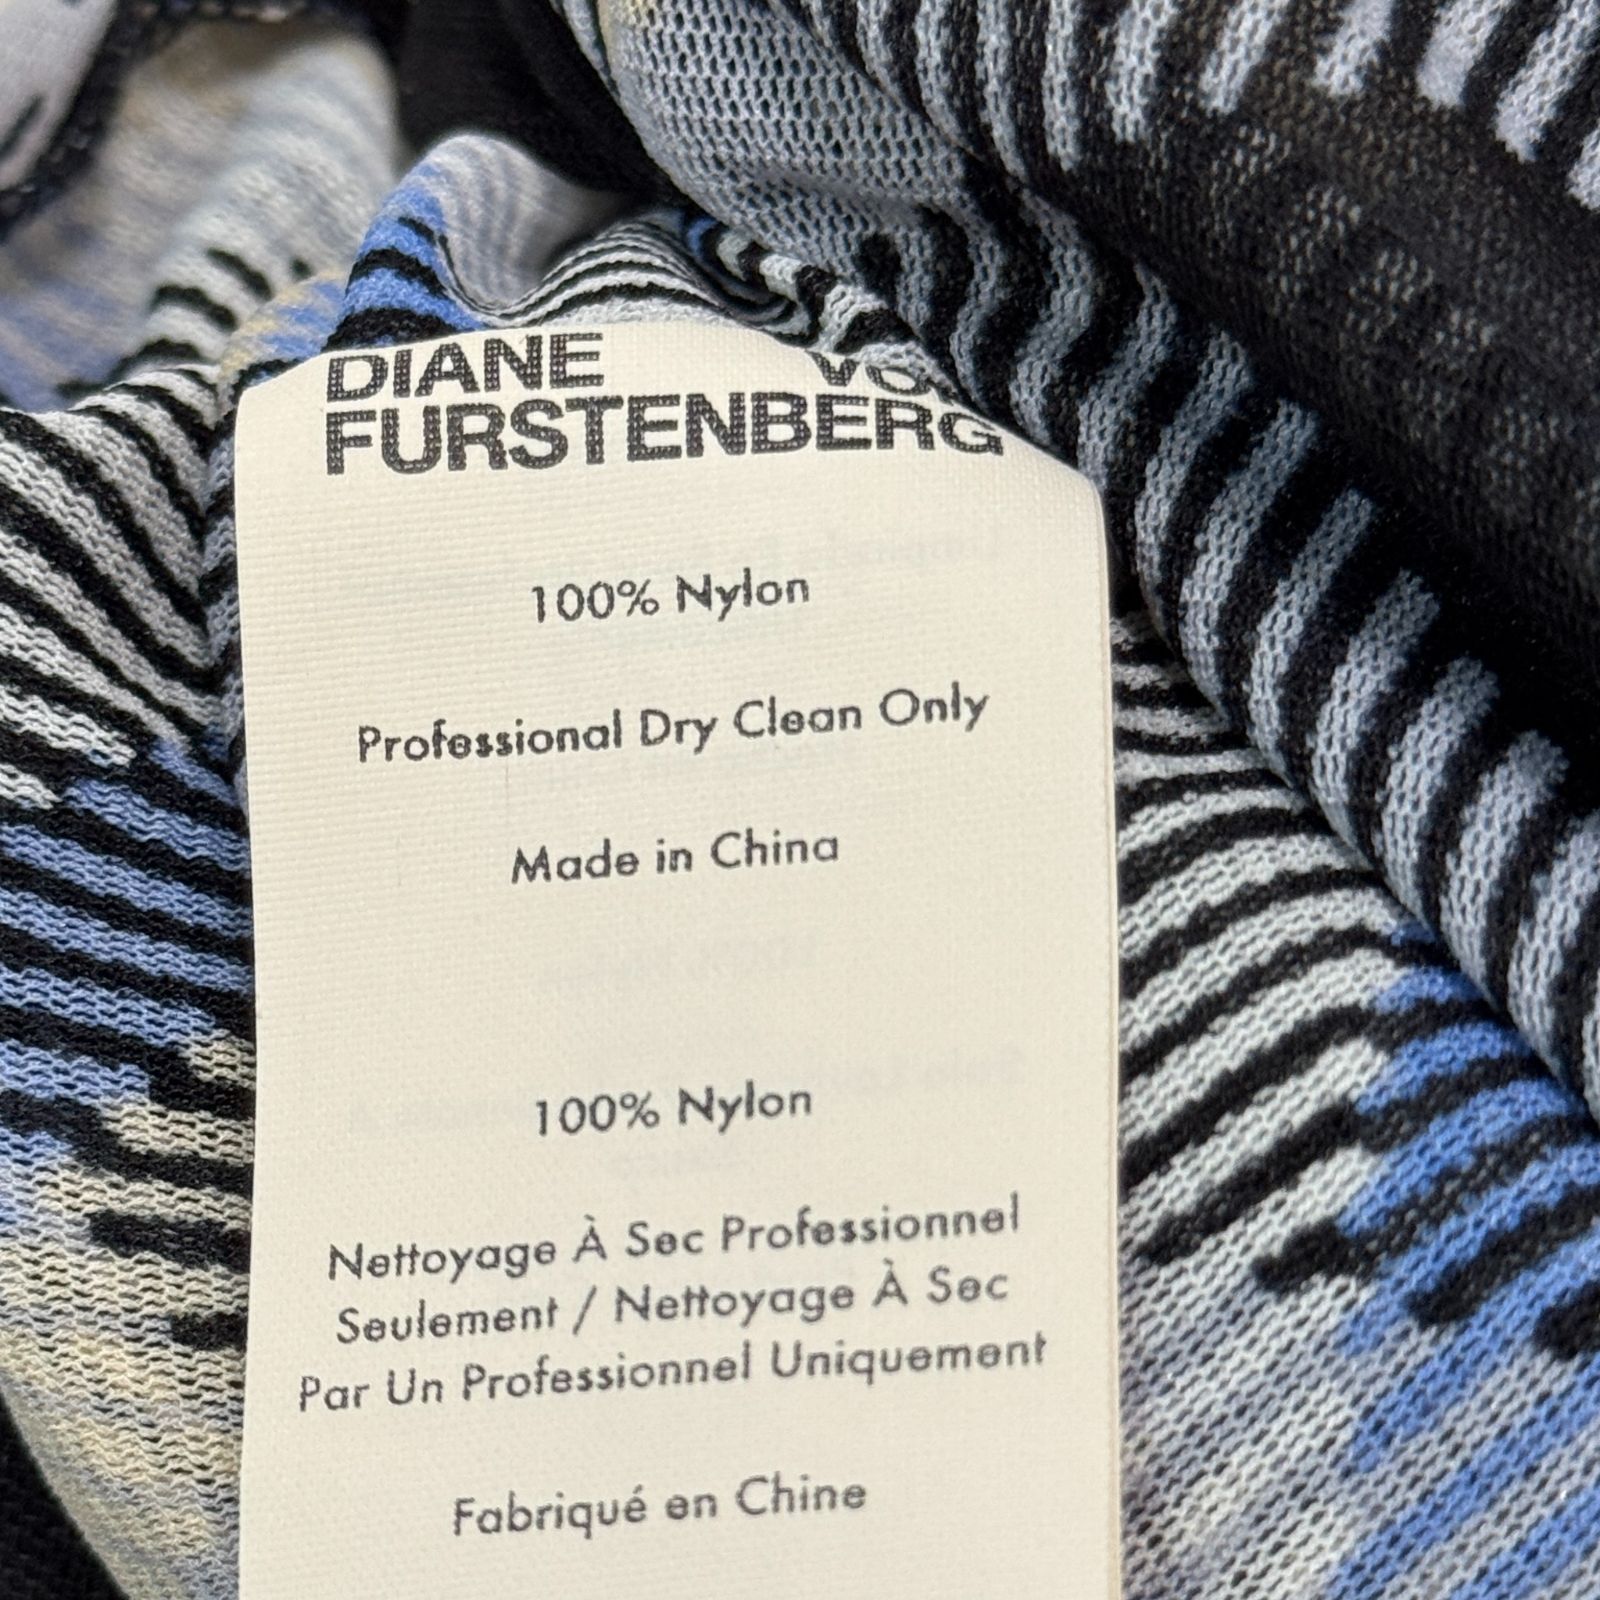 DIANE
FURSTENBERG
100% Nylon
Professional Dry Clean Only
Made in China
100% Nylon
Nettoyage À Sec Professionnel
Seulement / Nettoyage À Sec
Par Un Professionnel Uniquement
Fabriqué en Chine